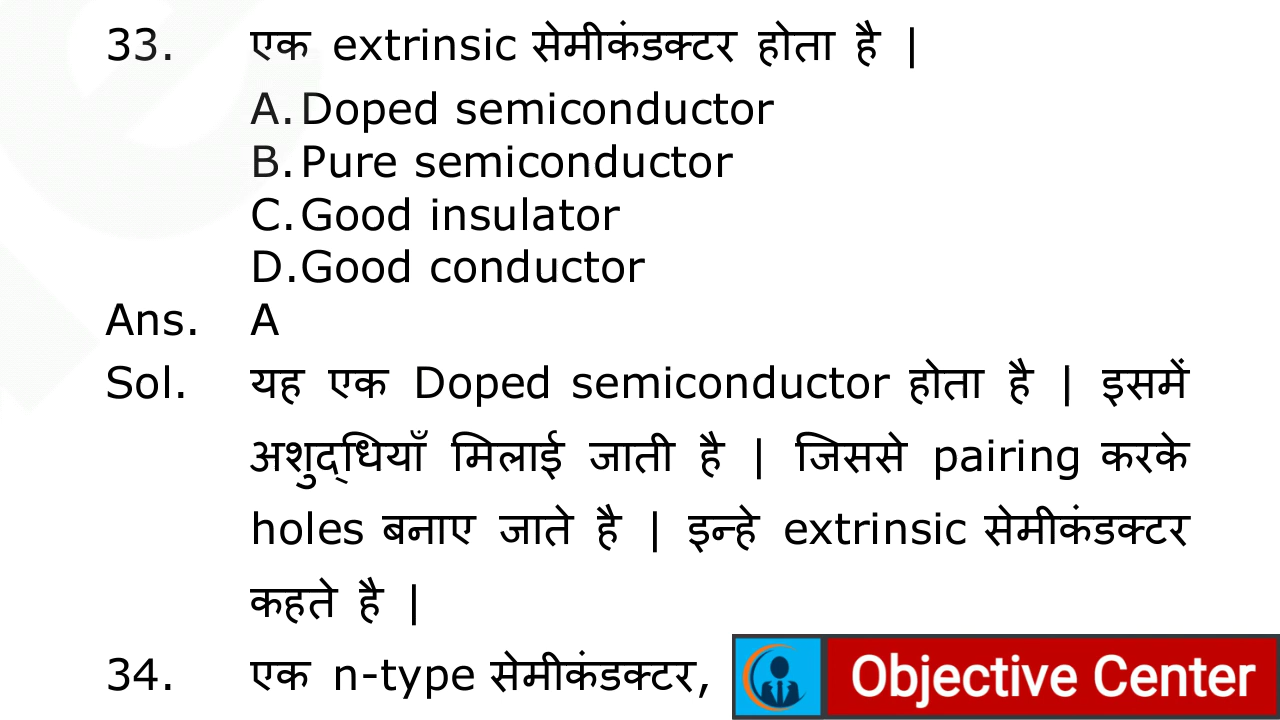 33. एक extrinsic सेमीकंडक्टर होता है |
A. Doped semiconductor
B. Pure semiconductor
C. Good insulator
D. Good conductor
Ans. A
Sol. यह एक Doped semiconductor होता है | इसमें
अशुद्धियाँ मिलाई जाती है | जिससे pairing करके
holes बनाए जाते है | इन्हे extrinsic सेमीकंडक्टर
कहते है |
34. एक n-type सेमीकंडक्टर,
Objective Center